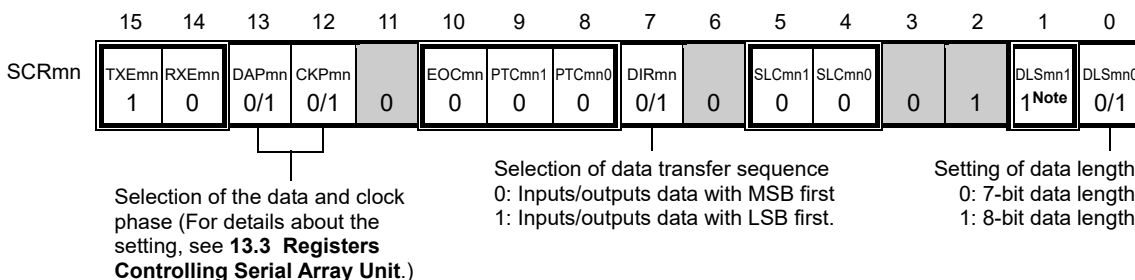 15 14 13 12 11 10 9 8 7 6 5 4 3 2 1 0
SCRmn TXEmn RXEmn DAPmn CKPmn EOCmn PTCmn1 PTCmn0 DIRmn SLCmn1 SLCmn0 DLSmn1 DLSmn0
1 0 0/1 0/1 0 0 0 0 0/1 0 0 0 0 1 1Note 0/1
Selection of data transfer sequence
0: Inputs/outputs data with MSB first
1: Inputs/outputs data with LSB first.
Setting of data length
0: 7-bit data length
1: 8-bit data length
Selection of the data and clock
phase (For details about the
setting, see 13.3 Registers
Controlling Serial Array Unit.)